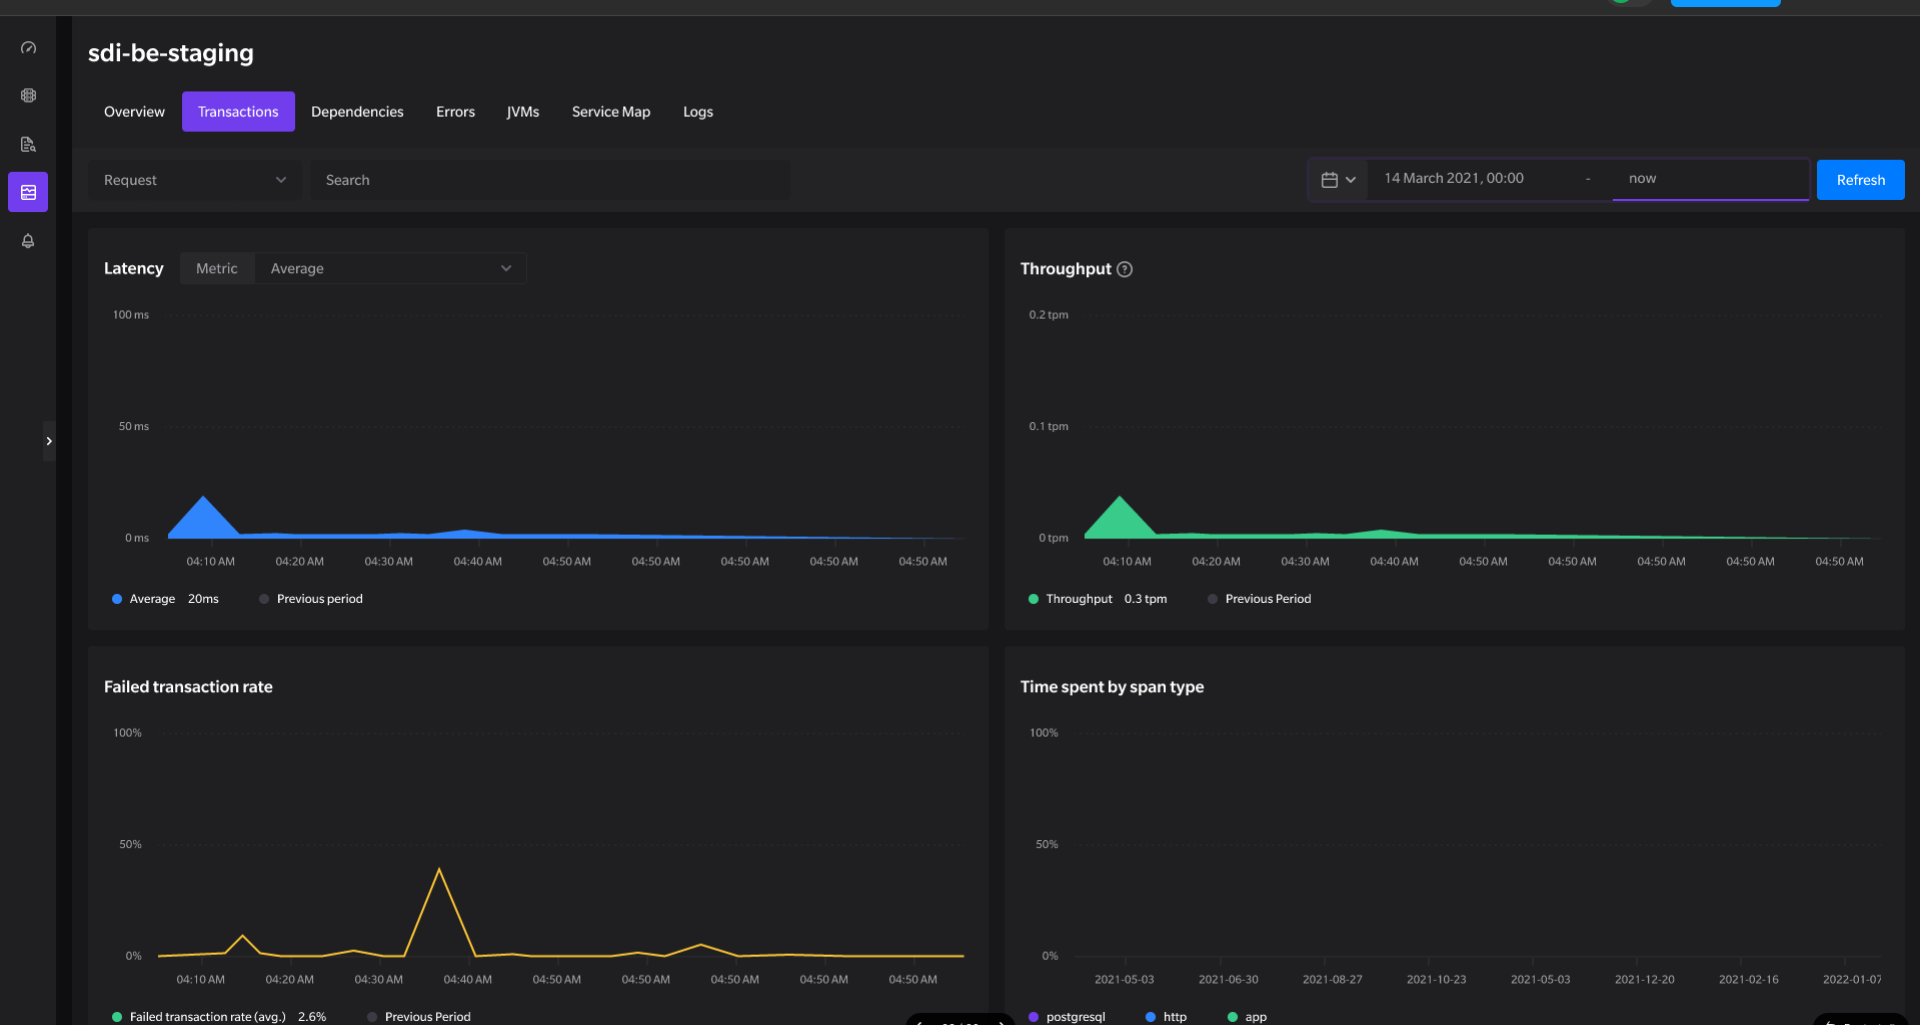 sdi-be-staging
Overview Transactions Dependencies Errors JVMs Service Map Logs
Request Search 14 March 2021, 00:00 - now Refresh
Latency Metric Average
100 ms
50 ms
0 ms
04:10 AM 04:20 AM 04:30 AM 04:40 AM 04:50 AM 04:50 AM 04:50 AM 04:50 AM 04:50 AM
Average 20ms Previous period
Throughput ?
0.2 tpm
0.1 tpm
0 tpm
04:10 AM 04:20 AM 04:30 AM 04:40 AM 04:50 AM 04:50 AM 04:50 AM 04:50 AM 04:50 AM
Throughput 0.3 tpm Previous Period
Failed transaction rate
100%
50%
0%
04:10 AM 04:20 AM 04:30 AM 04:40 AM 04:50 AM 04:50 AM 04:50 AM 04:50 AM 04:50 AM
Failed transaction rate (avg.) 2.6% Previous Period
Time spent by span type
100%
50%
0%
2021-05-03 2021-06-30 2021-08-27 2021-10-23 2021-05-03 2021-12-20 2021-02-16 2022-01-07
postgresql http app